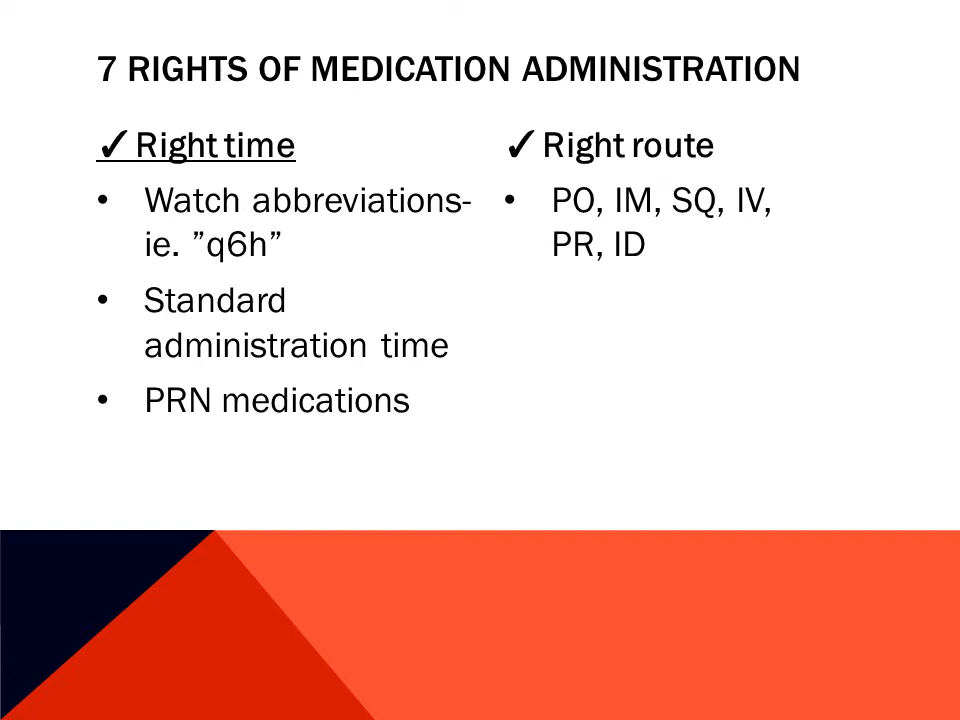 7 RIGHTS OF MEDICATION ADMINISTRATION
✓ Right time
• Watch abbreviations-
ie. ”q6h”
• Standard
administration time
• PRN medications
✓ Right route
• PO, IM, SQ, IV,
PR, ID